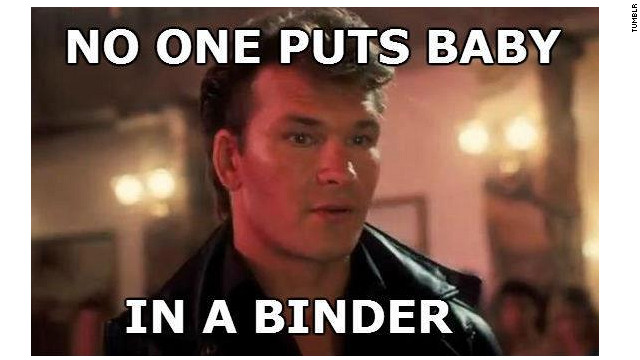 NO ONE PUTS BABY
IN A BINDER
TUMBLR